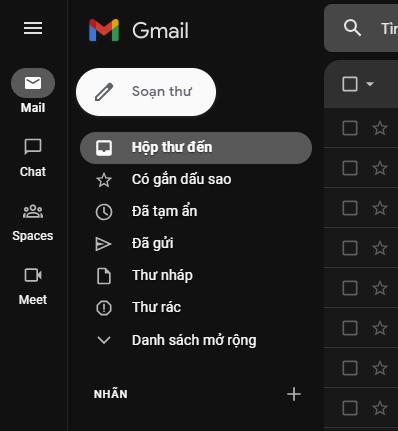 Gmail
Tìr
Soạn thư
Mail
Hộp thư đến
Chat
Có gắn dấu sao
Đã tạm ẩn
Spaces
Đã gửi
Meet
Thư nháp
Thư rác
Danh sách mở rộng
NHÃN